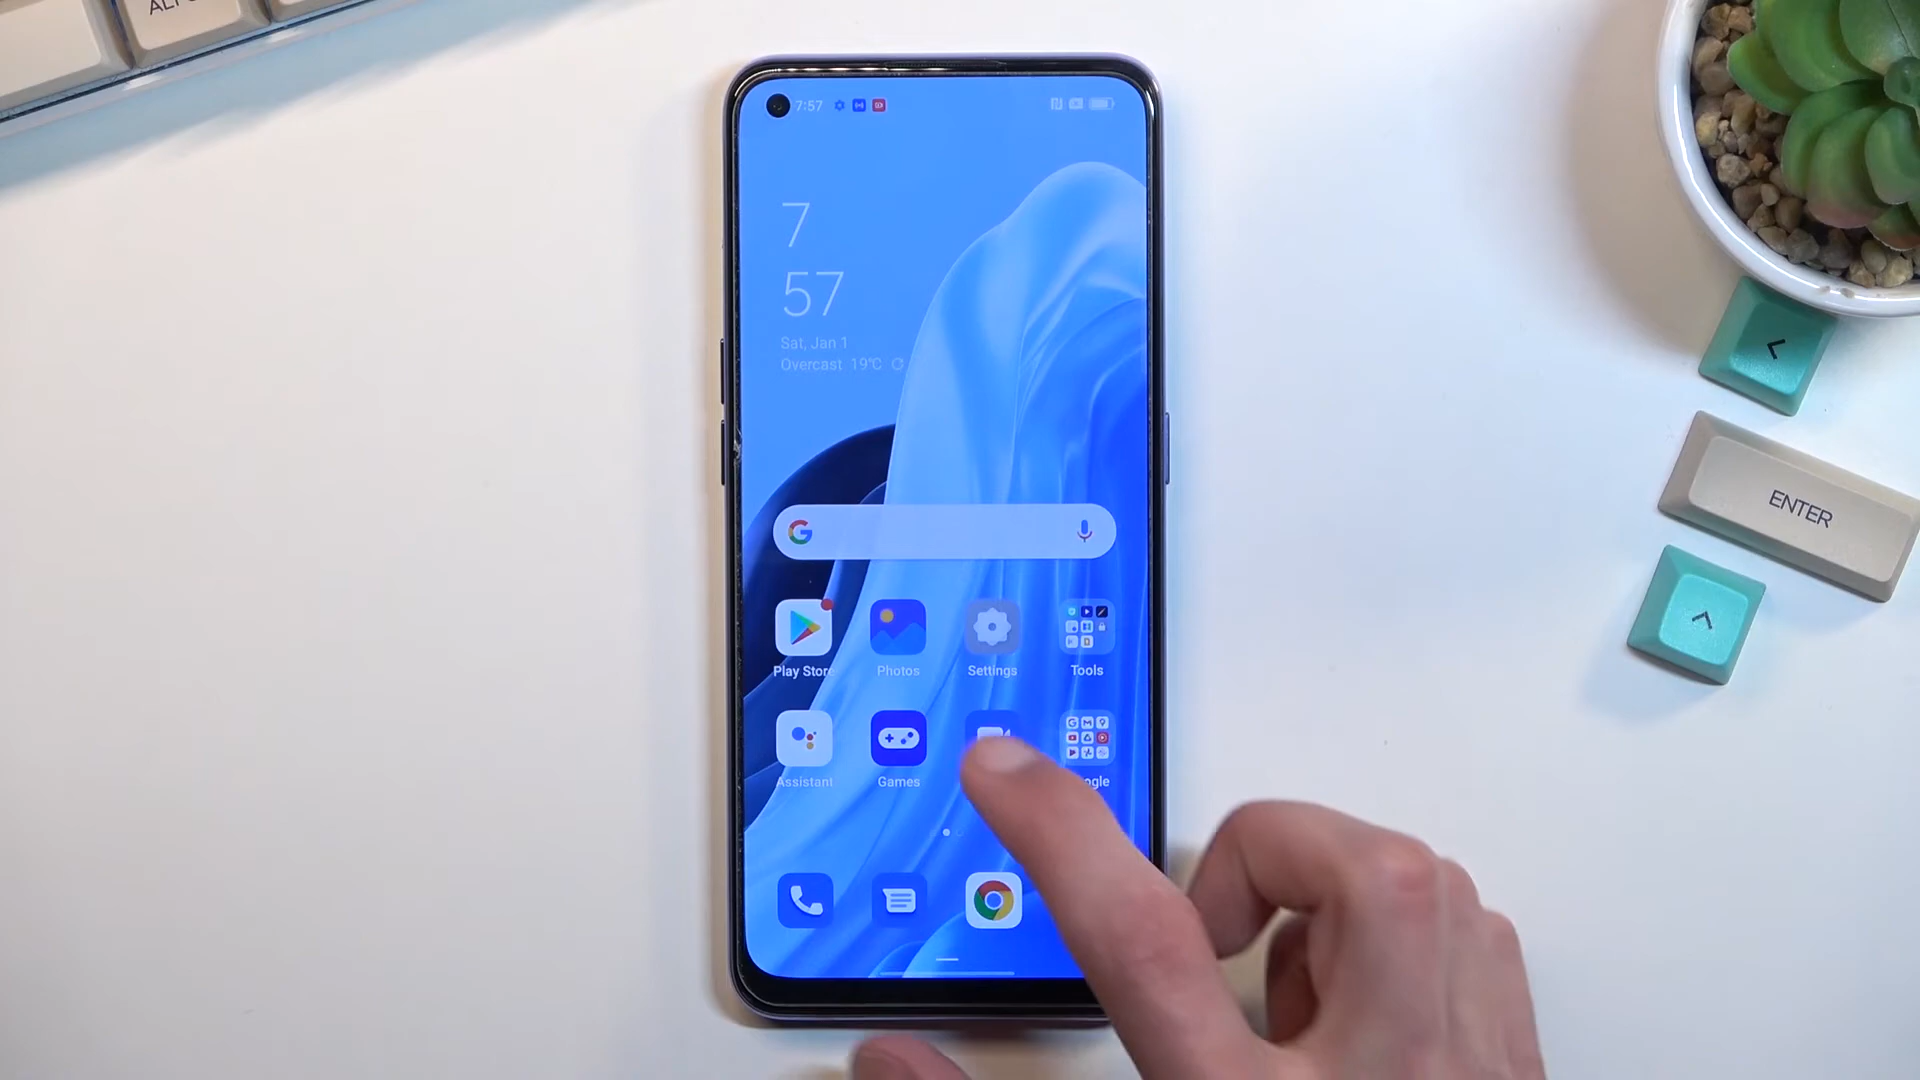 ALT
7:57
7
57
Sat, Jan 1
Overcast 19°C
Play Store
Photos
Settings
Tools
Assistant
Games
ogle
<
ENTER
^